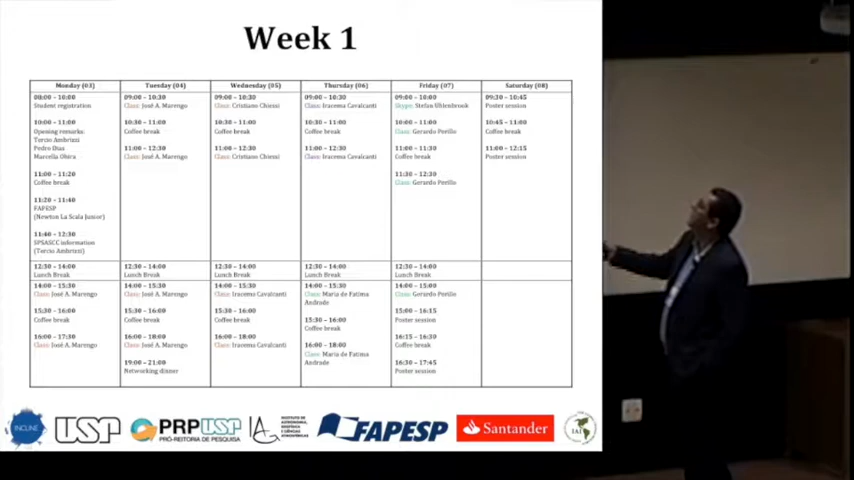 Week 1
Monday (03)
08:00 – 10:00
Student registration
10:00 – 11:00
Opening remarks:
Tercio Ambrizzi
Pedro Dias
Marcella Ohira
11:00 – 11:20
Coffee break
11:20 – 11:40
FAPESP
(Newton La Scala Junior)
11:40 – 12:30
SPSASCC information
(Tercio Ambrizzi)
12:30 – 14:00
Lunch Break
14:00 – 15:30
Class: José A. Marengo
15:30 – 16:00
Coffee break
16:00 – 17:30
Class: José A. Marengo
Tuesday (04)
09:00 – 10:30
Class: José A. Marengo
10:30 – 11:00
Coffee break
11:00 – 12:30
Class: José A. Marengo
12:30 – 14:00
Lunch Break
14:00 – 15:30
Class: José A. Marengo
15:30 – 16:00
Coffee break
16:00 – 18:00
Class: José A. Marengo
19:00 – 21:00
Networking dinner
Wednesday (05)
09:00 – 10:30
Class: Cristiano Chiessi
10:30 – 11:00
Coffee break
11:00 – 12:30
Class: Cristiano Chiessi
12:30 – 14:00
Lunch Break
14:00 – 15:30
Class: Iracema Cavalcanti
15:30 – 16:00
Coffee break
16:00 – 18:00
Class: Iracema Cavalcanti
Thursday (06)
09:00 – 10:30
Class: Iracema Cavalcanti
10:30 – 11:00
Coffee break
11:00 – 12:30
Class: Iracema Cavalcanti
12:30 – 14:00
Lunch Break
14:00 – 15:30
Class: Maria de Fatima
Andrade
15:30 – 16:00
Coffee break
16:00 – 18:00
Class: Maria de Fatima
Andrade
Friday (07)
09:00 – 10:00
Skype: Stefan Uhlenbrook
10:00 – 11:00
Class: Gerardo Perillo
11:00 – 11:30
Coffee break
11:30 – 12:30
Class: Gerardo Perillo
12:30 – 14:00
Lunch Break
14:00 – 15:00
Class: Gerardo Perillo
15:00 – 16:15
Poster session
16:15 – 16:30
Coffee break
16:30 – 17:45
Poster session
Saturday (08)
09:30 – 10:45
Poster session
10:45 – 11:00
Coffee break
11:00 – 12:15
Poster session
INCLINE
USP
PRPUSP
PRÓ-REITORIA DE PESQUISA
IAG
INSTITUTO DE
ASTRONOMIA,
GEOFÍSICA
E CIÊNCIAS
ATMOSFÉRICAS
FAPESP
Santander
IAI